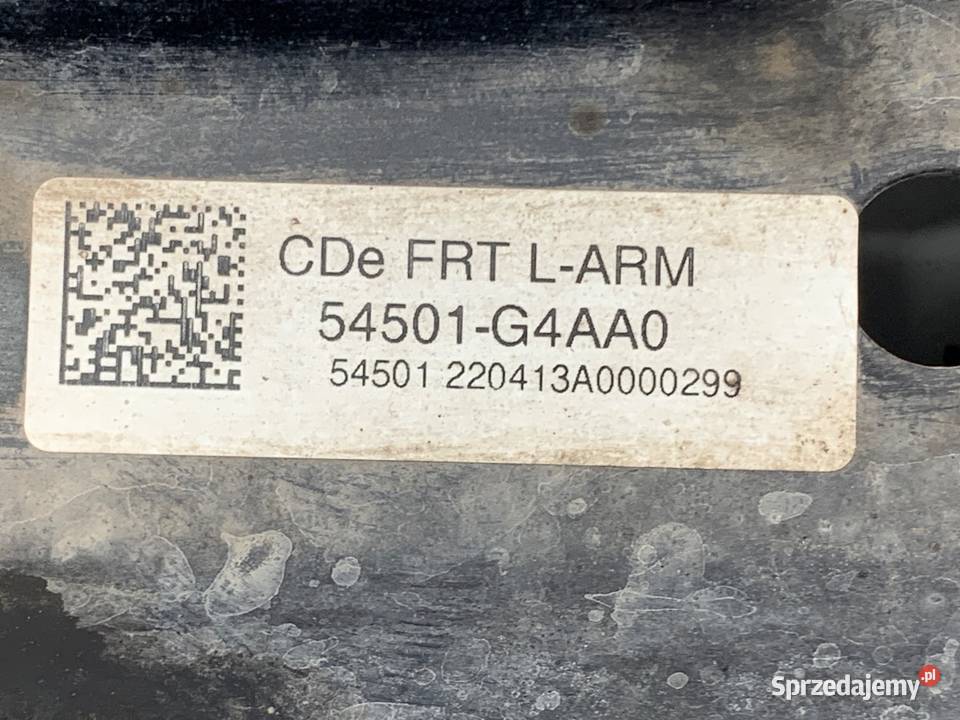 CDe FRT L-ARM
54501-G4AA0
54501 220413A0000299
Sprzedajemy.pl